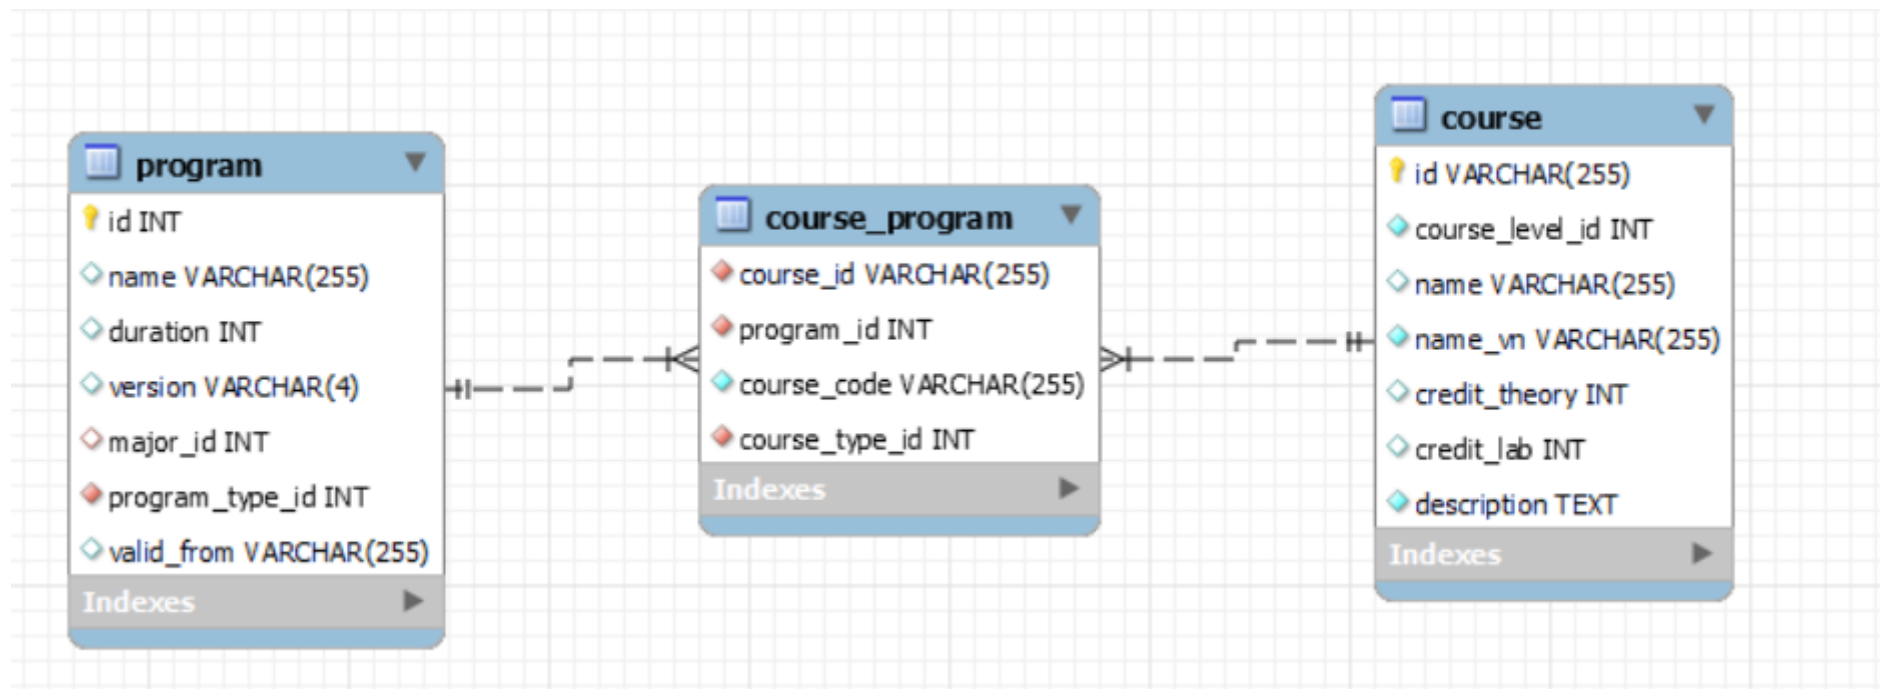 program
id INT
name VARCHAR(255)
duration INT
version VARCHAR(4)
major_id INT
program_type_id INT
valid_from VARCHAR(255)
Indexes
course_program
course_id VARCHAR(255)
program_id INT
course_code VARCHAR(255)
course_type_id INT
Indexes
course
id VARCHAR(255)
course_level_id INT
name VARCHAR(255)
name_vn VARCHAR(255)
credit_theory INT
credit_lab INT
description TEXT
Indexes